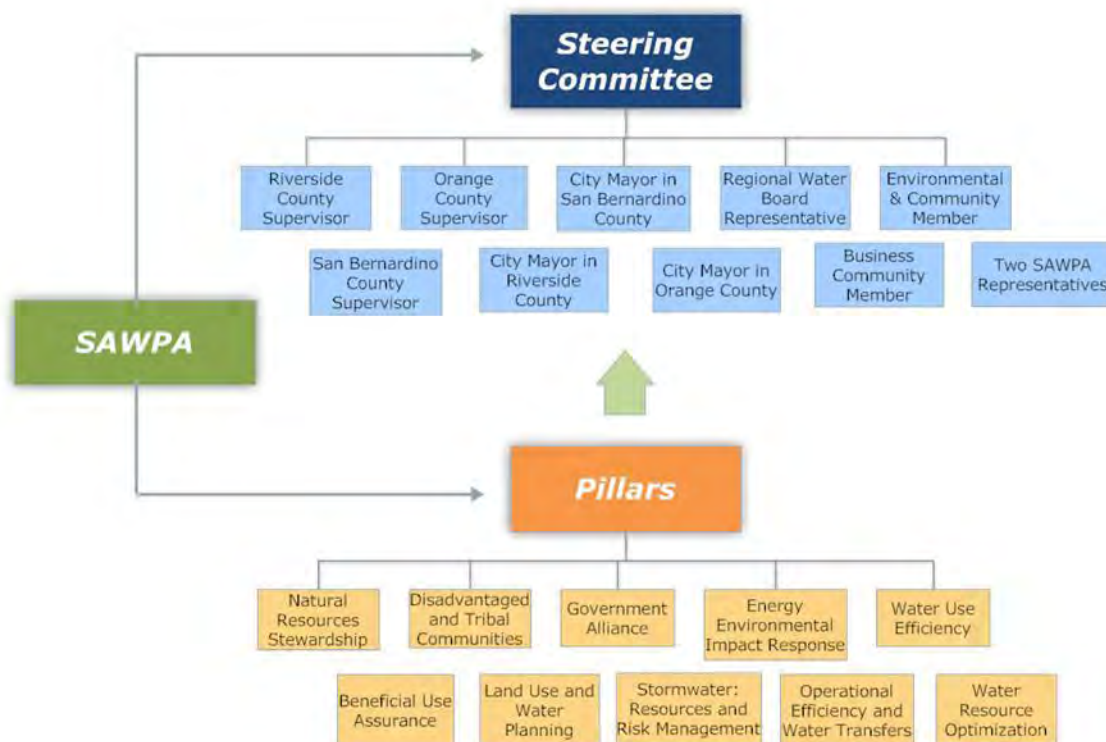 Steering
Committee
Riverside
County
Supervisor
Orange
County
Supervisor
City Mayor in
San Bernardino
County
Regional Water
Board
Representative
Environmental
& Community
Member
San Bernardino
County
Supervisor
City Mayor in
Riverside
County
City Mayor in
Orange County
Business
Community
Member
Two SAWPA
Representatives
SAWPA
Pillars
Natural
Resources
Stewardship
Disadvantaged
and Tribal
Communities
Government
Alliance
Energy
Environmental
Impact Response
Water Use
Efficiency
Beneficial Use
Assurance
Land Use and
Water
Planning
Stormwater:
Resources and
Risk Management
Operational
Efficiency and
Water Transfers
Water
Resource
Optimization